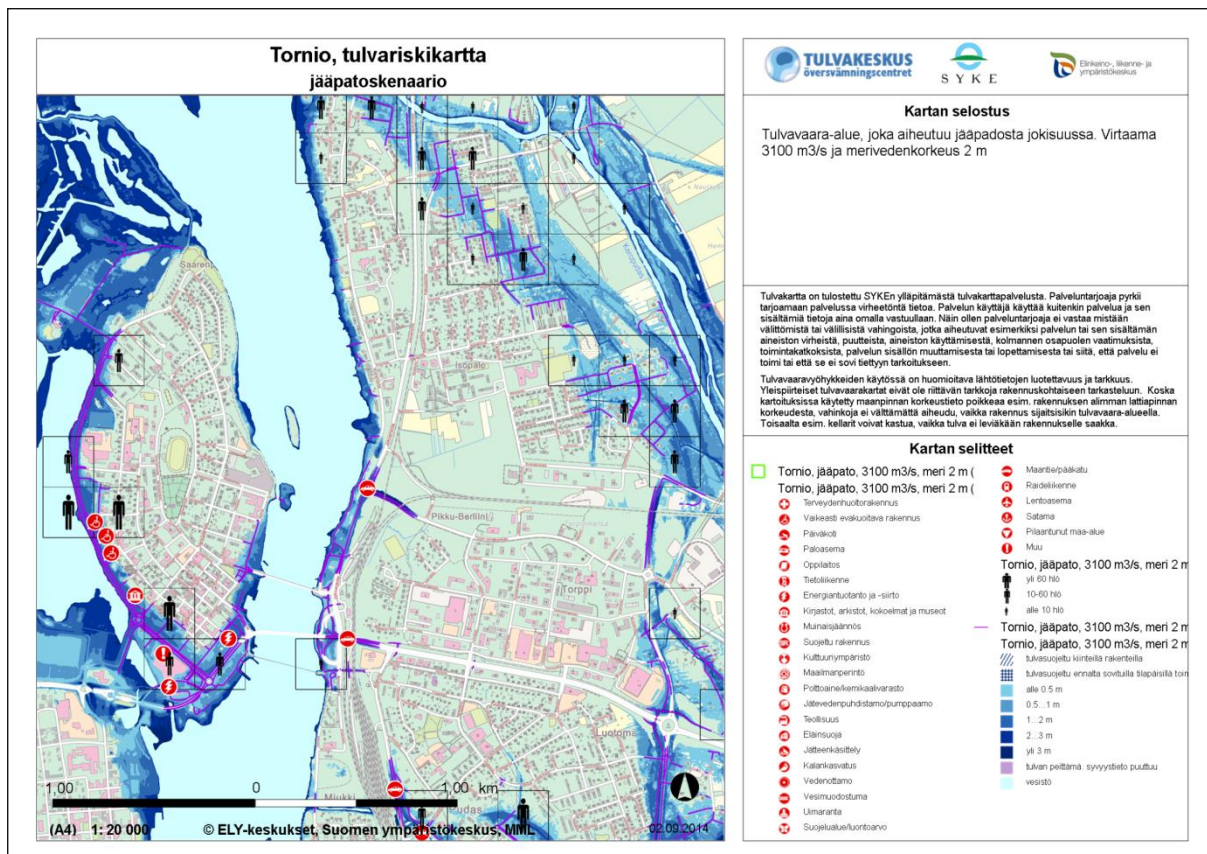 Tornio, tulvariskikartta
jääpatoskenaario
Saarenp
Isopalo
Pikku-Berliini
Torppi
Luotoma
Miukki
Pudas
1,00 0 1,00 km
(A4) 1: 20 000 © ELY-keskukset, Suomen ympäristökeskus, MML 02.09.2014
TULVAKESKUS
översvämningscentret
SYKE
Elinkeino-, liikenne- ja
ympäristökeskus
Kartan selostus
Tulvavaara-alue, joka aiheutuu jääpadosta jokisuussa. Virtaama
3100 m3/s ja merivedenkorkeus 2 m
Tulvakartta on tulostettu SYKEn ylläpitämästä tulvakarttapalvelusta. Palveluntarjoaja pyrkii
tarjoamaan palvelussa virheetöntä tietoa. Palvelun käyttäjä käyttää kuitenkin palvelua ja sen
sisältämiä tietoja aina omalla vastuullaan. Näin ollen palveluntarjoaja ei vastaa mistään
välittömistä tai välillisistä vahingoista, jotka aiheutuvat esimerkiksi palvelun tai sen sisältämän
aineiston virheistä, puutteista, aineiston käyttämisestä, kolmannen osapuolen vaatimuksista,
toimintakatkoksista, palvelun sisällön muuttamisesta tai lopettamisesta tai siitä, että palvelu ei
toimi tai että se ei sovi tiettyyn tarkoitukseen.
Tulvavaaravyöhykkeiden käytössä on huomioitava lähtötietojen luotettavuus ja tarkkuus.
Yleispiirteiset tulvavaarakartat eivät ole riittävän tarkkoja rakennuskohtaiseen tarkasteluun. Koska
kartoituksissa käytetty maanpinnan korkeustieto poikkeaa esim. rakennuksen alimman lattiapinnan
korkeudesta, vahinkoja ei välttämättä aiheudu, vaikka rakennus sijaitsisikin tulvavaara-alueella.
Toisaalta esim. kellarit voivat kastua, vaikka tulva ei leviäkään rakennukselle saakka.
Kartan selitteet
Tornio, jääpato, 3100 m3/s, meri 2 m (
Tornio, jääpato, 3100 m3/s, meri 2 m (
Terveydenhuoltorakennus
Vaikeasti evakuoitava rakennus
Päiväkoti
Paloasema
Oppilaitos
Tietoliikenne
Energiantuotanto ja -siirto
Kirjastot, arkistot, kokoelmat ja museot
Muinaisjäännös
Suojeltu rakennus
Kulttuuriympäristö
Maailmanperintö
Polttoaine/kemikaalivarasto
Jätevedenpuhdistamo/pumppaamo
Teollisuus
Eläinsuoja
Jätteenkäsittely
Kalankasvatus
Vedenottamo
Vesimuodostuma
Uimaranta
Suojelualue/luontoarvo
Maantie/pääkatu
Raideliikenne
Lentoasema
Satama
Pilaantunut maa-alue
Muu
Tornio, jääpato, 3100 m3/s, meri 2 m
yli 60 hlö
10-60 hlö
alle 10 hlö
Tornio, jääpato, 3100 m3/s, meri 2 m
Tornio, jääpato, 3100 m3/s, meri 2 m
tulvasuojeltu kiinteillä rakenteilla
tulvasuojeltu ennalta sovituilla tilapäisillä toin
alle 0.5 m
0.5...1 m
1...2 m
2...3 m
yli 3 m
tulvan peittämä. syvyystieto puuttuu
vesistö